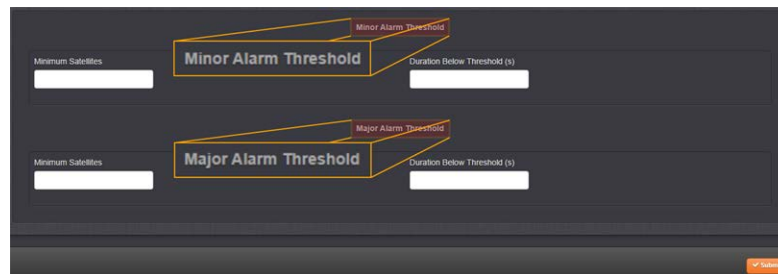 Minor Alarm Threshold
Minor Alarm Threshold
Minimum Satellites
Duration Below Threshold (s)
Major Alarm Threshold
Major Alarm Threshold
Minimum Satellites
Duration Below Threshold (s)